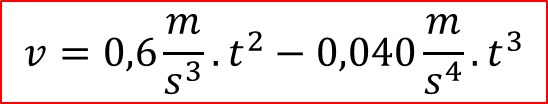 v = 0,6 m/s³ . t² − 0,040 m/s⁴ . t³